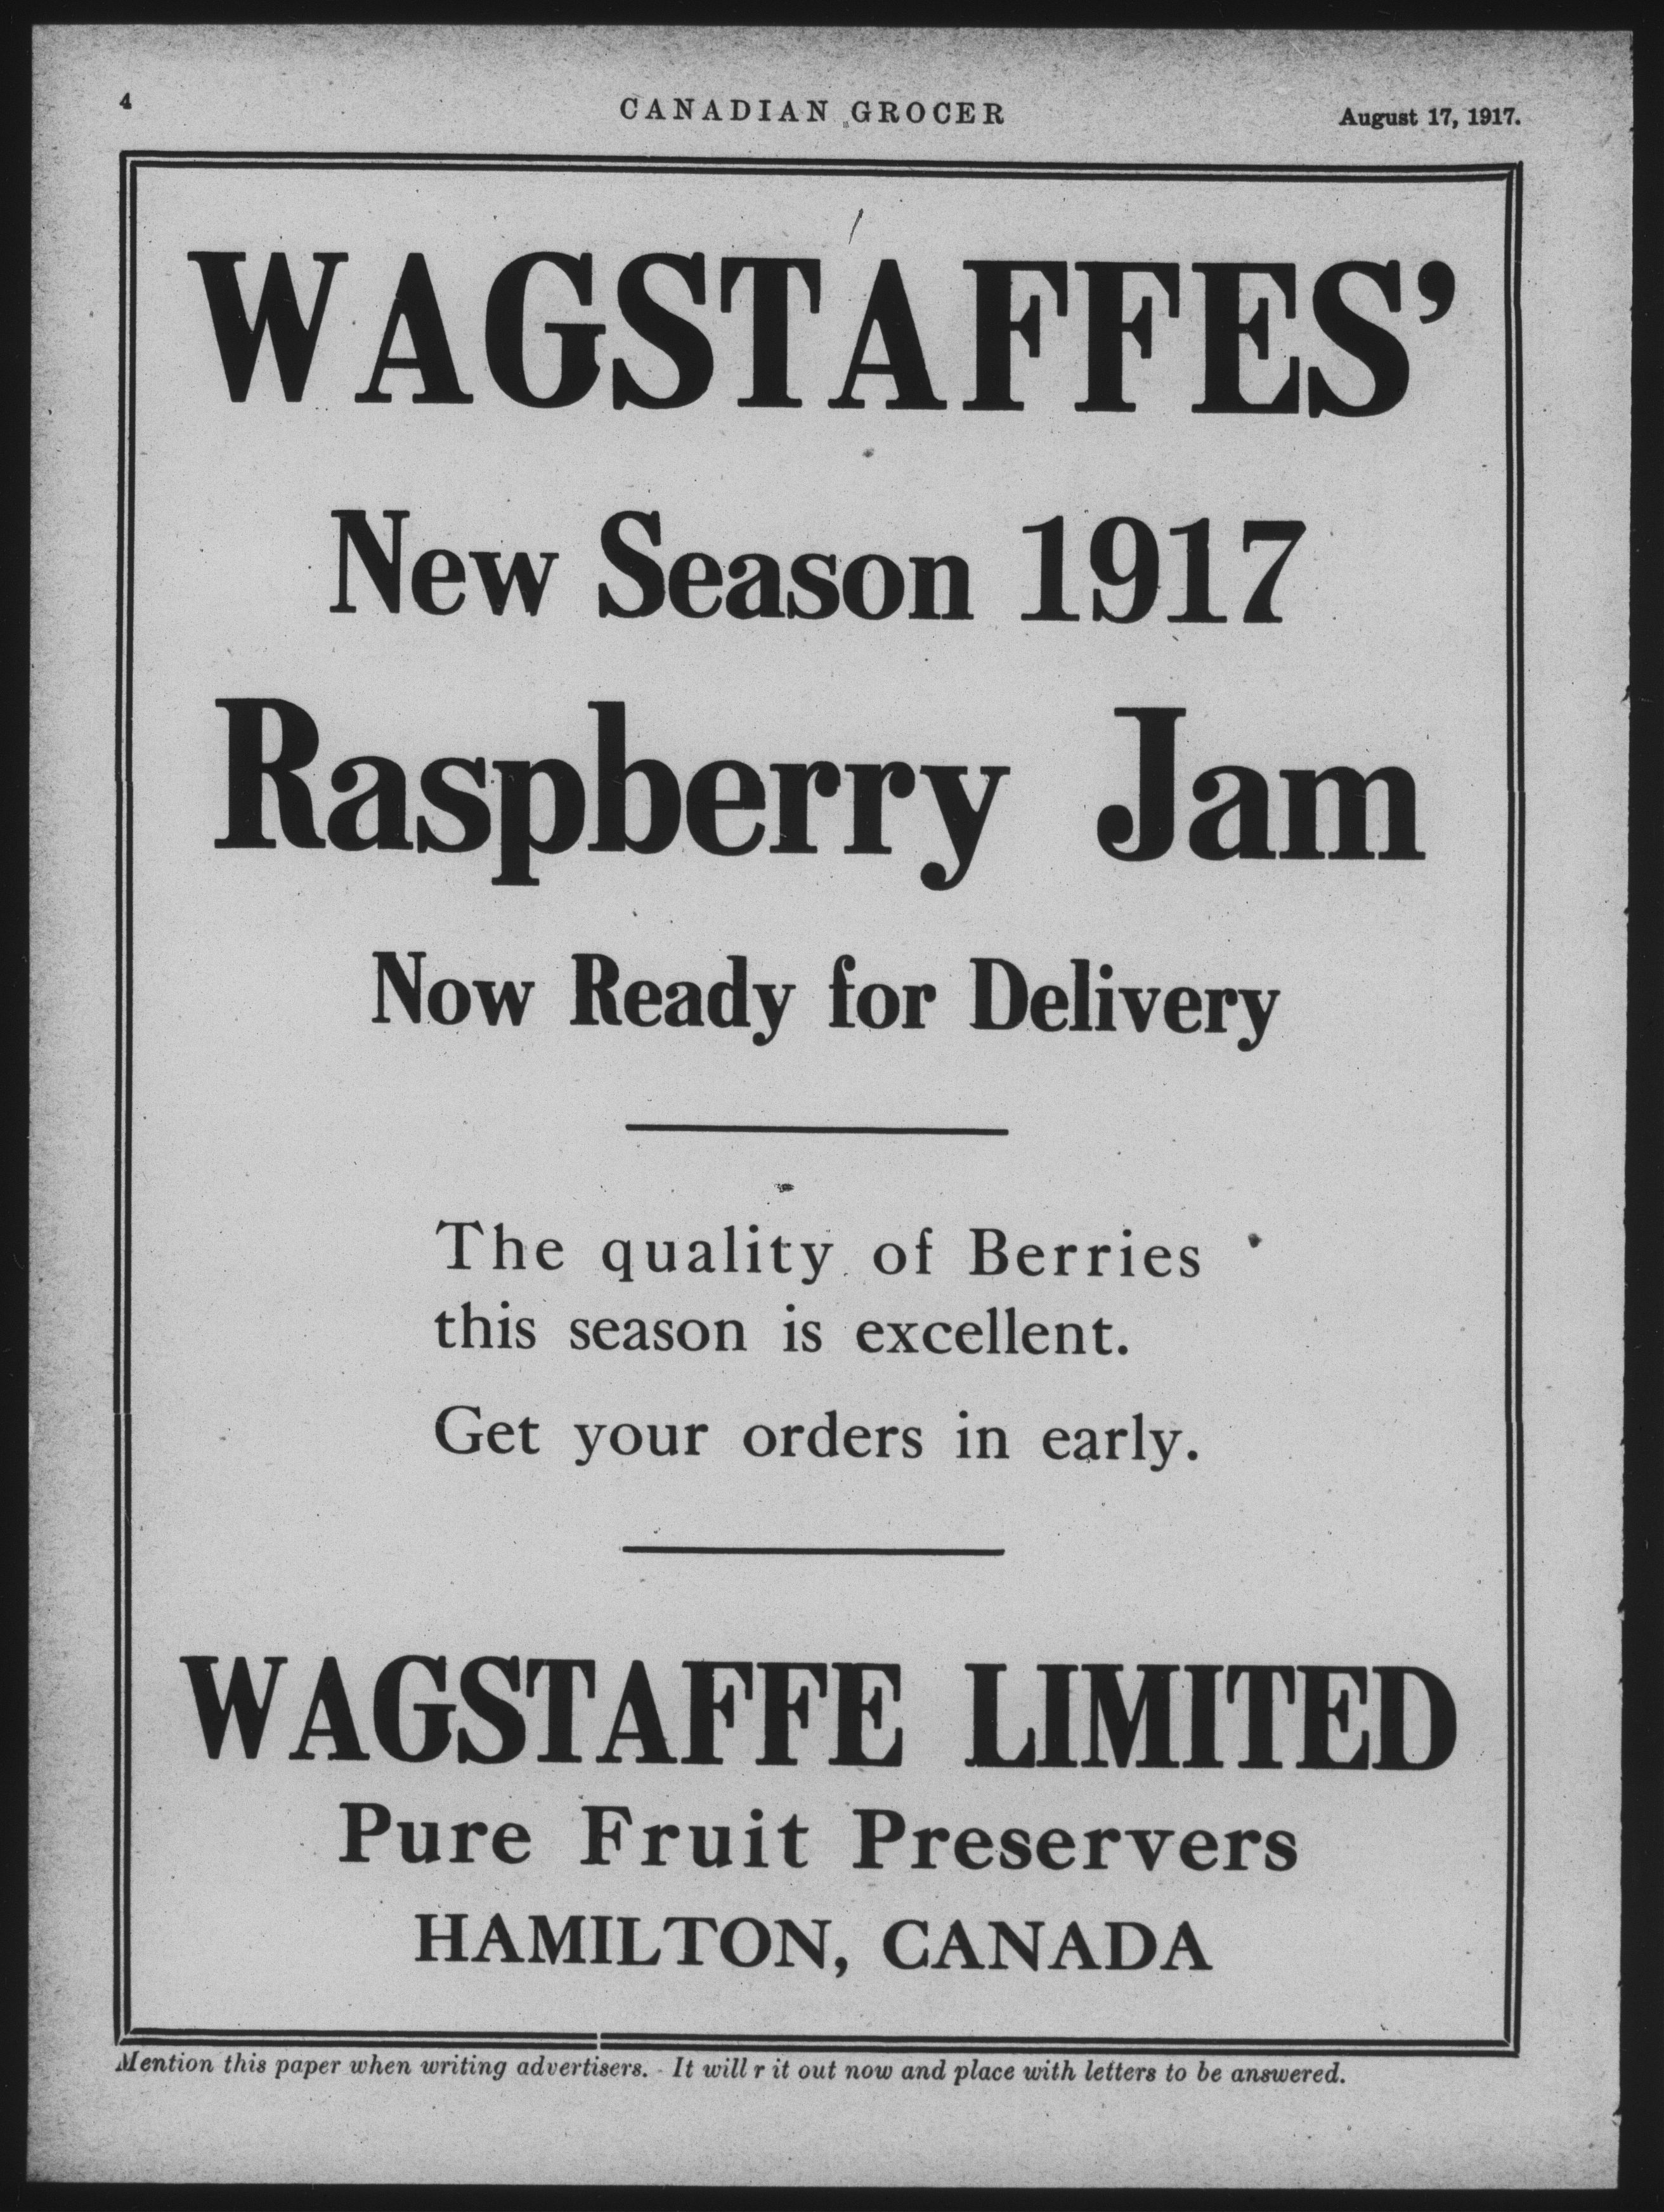 4
CANADIAN GROCER
August 17, 1917.
WAGSTAFFES’
New Season 1917
Raspberry Jam
Now Ready for Delivery
The quality of Berries
this season is excellent.
Get your orders in early.
WAGSTAFFE LIMITED
Pure Fruit Preservers
HAMILTON, CANADA
Mention this paper when writing advertisers. - It will r it out now and place with letters to be answered.